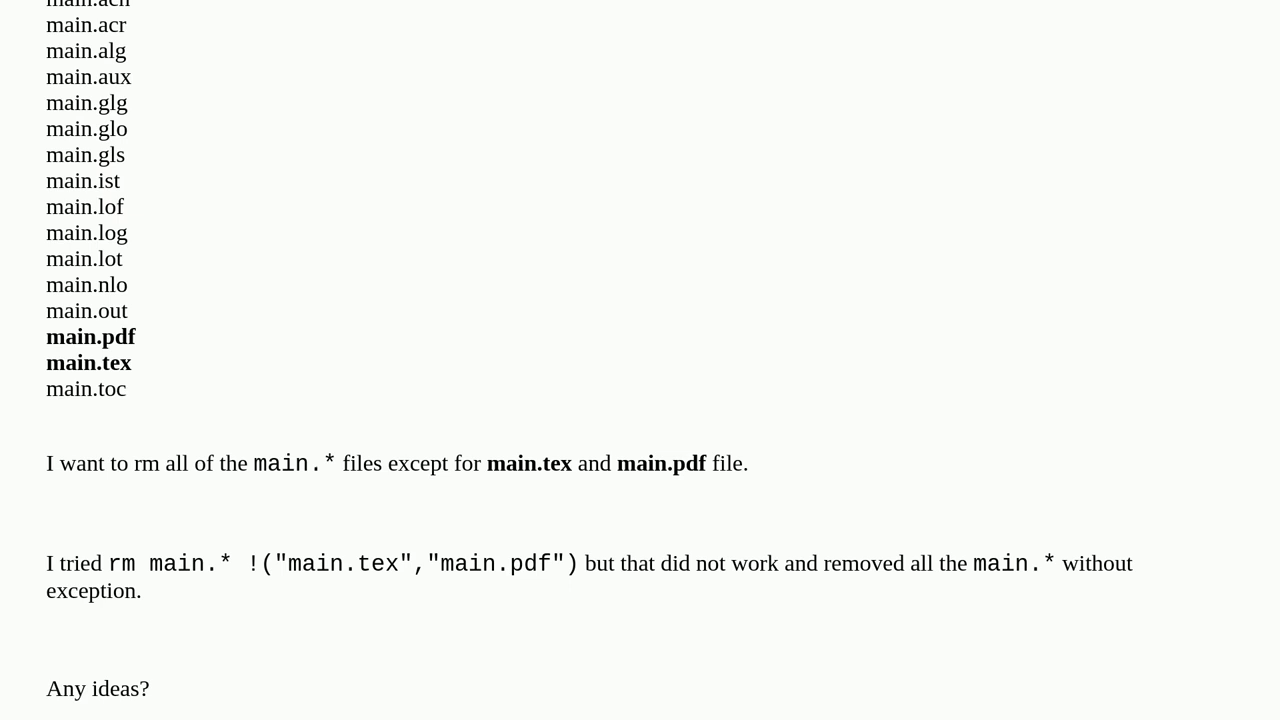 main.acn
main.acr
main.alg
main.aux
main.glg
main.glo
main.gls
main.ist
main.lof
main.log
main.lot
main.nlo
main.out
main.pdf
main.tex
main.toc
I want to rm all of the main.* files except for main.tex and main.pdf file.
I tried rm main.* !("main.tex","main.pdf") but that did not work and removed all the main.* without
exception.
Any ideas?